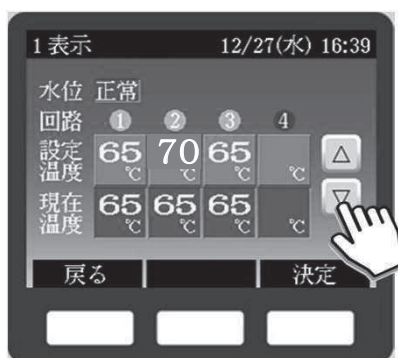 1 表示 12/27(水) 16:39
水位 正常
回路 1 2 3 4
設定温度 65℃ 70℃ 65℃ ℃ △
現在温度 65℃ 65℃ 65℃ ℃ ▽
戻る 決定